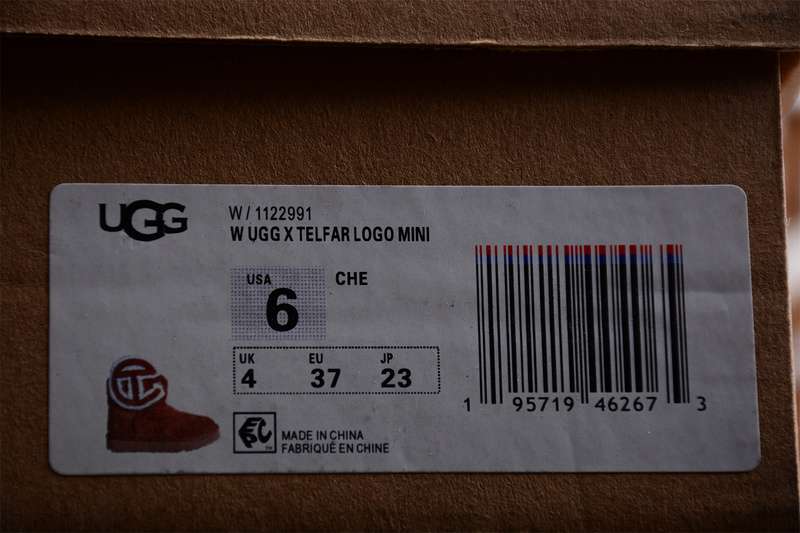 UGG
W / 1122991
W UGG X TELFAR LOGO MINI
USA
6
CHE
UK EU JP
4 37 23
MADE IN CHINA
FABRIQUÉ EN CHINE
1 95719 46267 3